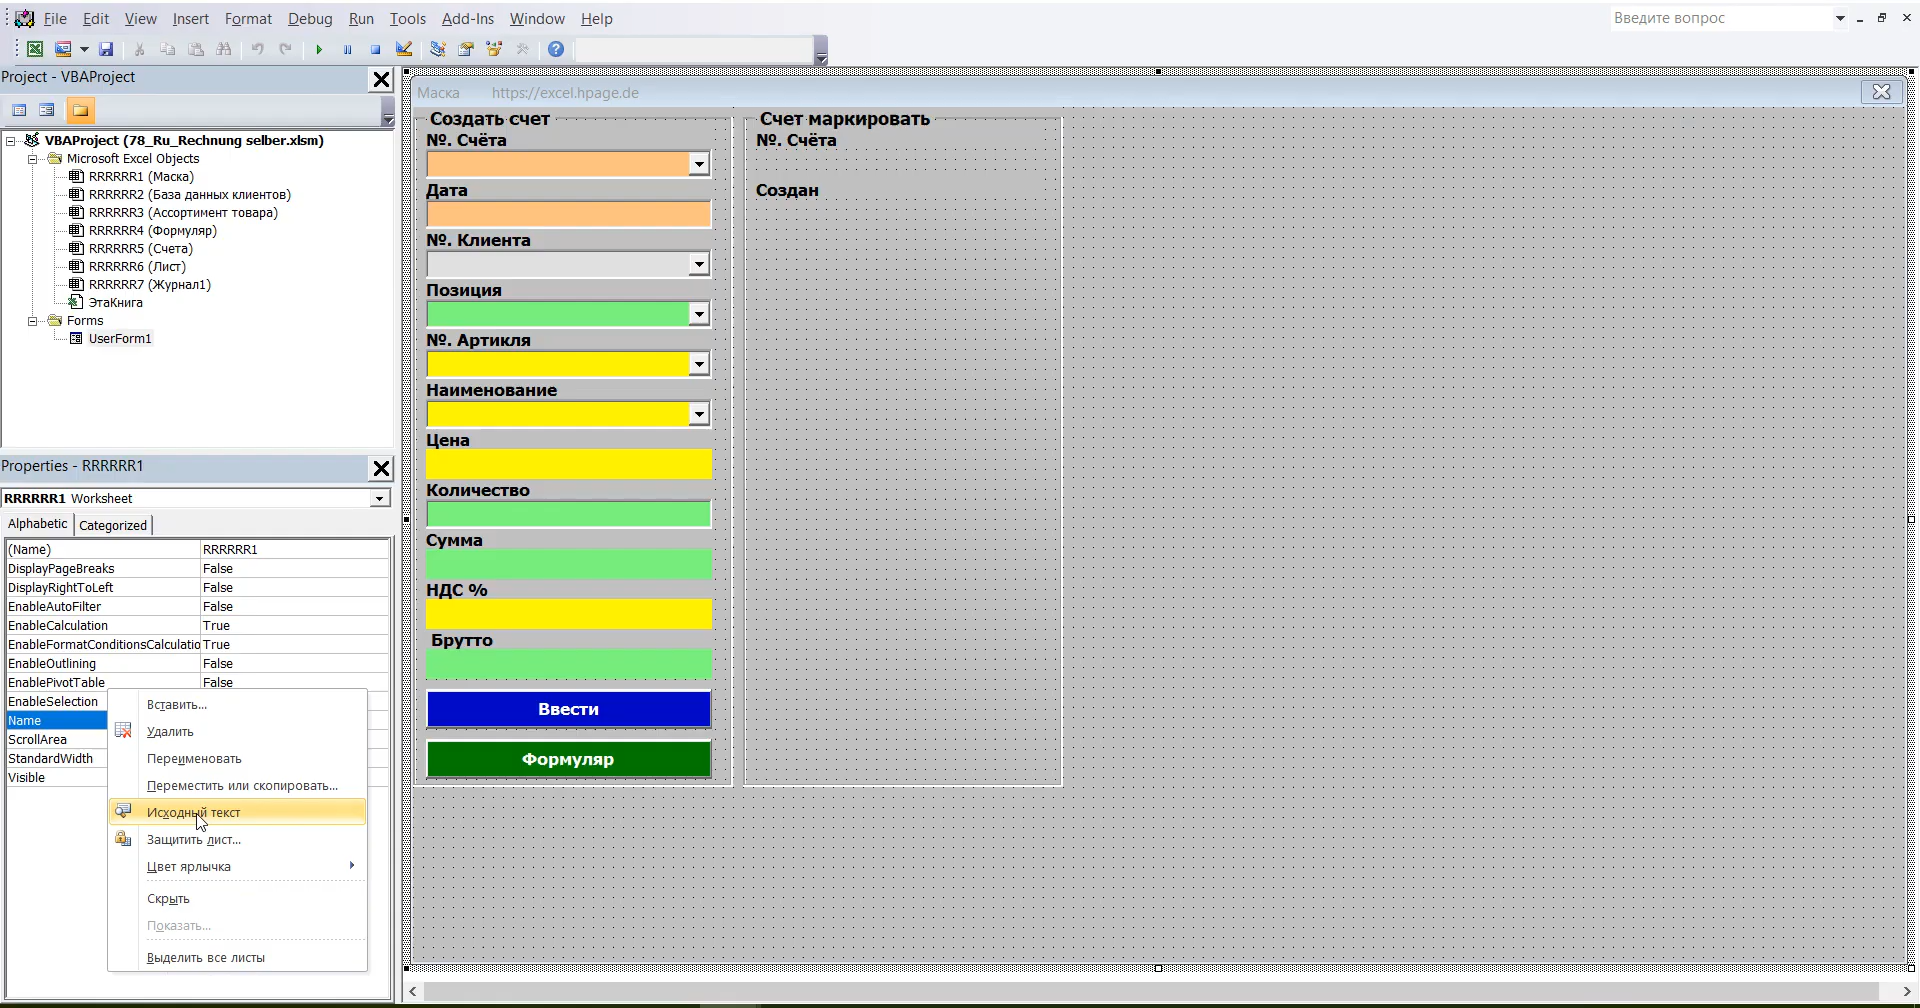 File Edit View Insert Format Debug Run Tools Add-Ins Window Help
Введите вопрос
Project - VBAProject
VBAProject (78_Ru_Rechnung selber.xlsm)
Microsoft Excel Objects
RRRRRR1 (Маска)
RRRRRR2 (База данных клиентов)
RRRRRR3 (Ассортимент товара)
RRRRRR4 (Формуляр)
RRRRRR5 (Счета)
RRRRRR6 (Лист)
RRRRRR7 (Журнал1)
ЭтаКнига
Forms
UserForm1
Properties - RRRRRR1
RRRRRR1 Worksheet
Alphabetic Categorized
(Name) RRRRRR1
DisplayPageBreaks False
DisplayRightToLeft False
EnableAutoFilter False
EnableCalculation True
EnableFormatConditionsCalculatio True
EnableOutlining False
EnablePivotTable False
EnableSelection
Name
ScrollArea
StandardWidth
Visible
Вставить...
Удалить
Переименовать
Переместить или скопировать...
Исходный текст
Защитить лист...
Цвет ярлычка
Скрыть
Показать...
Выделить все листы
Маска https://excel.hpage.de
Создать счет
№. Счёта
Дата
№. Клиента
Позиция
№. Артикля
Наименование
Цена
Количество
Сумма
НДС %
Брутто
Ввести
Формуляр
Счет маркировать
№. Счёта
Создан